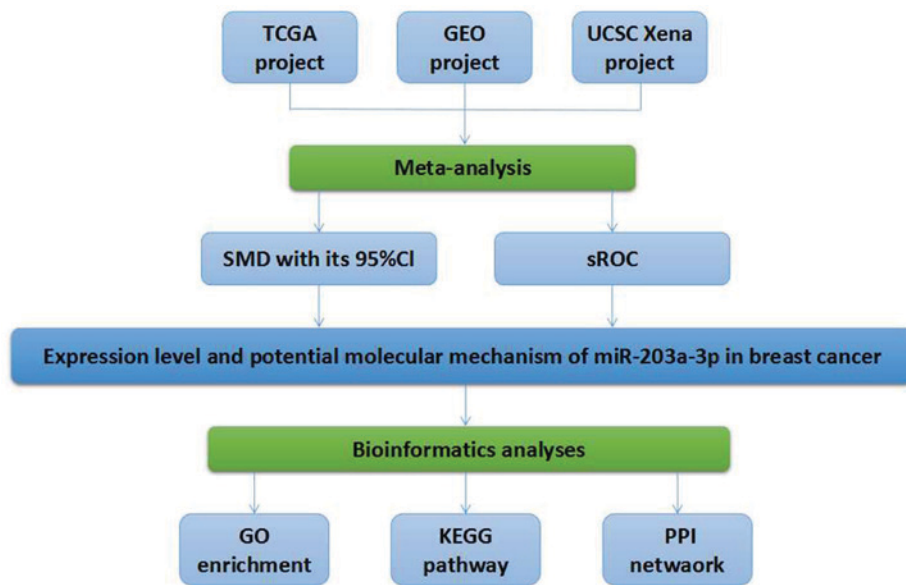 TCGA
project
GEO
project
UCSC Xena
project
Meta-analysis
SMD with its 95%Cl
sROC
Expression level and potential molecular mechanism of miR-203a-3p in breast cancer
Bioinformatics analyses
GO
enrichment
KEGG
pathway
PPI
netwaork